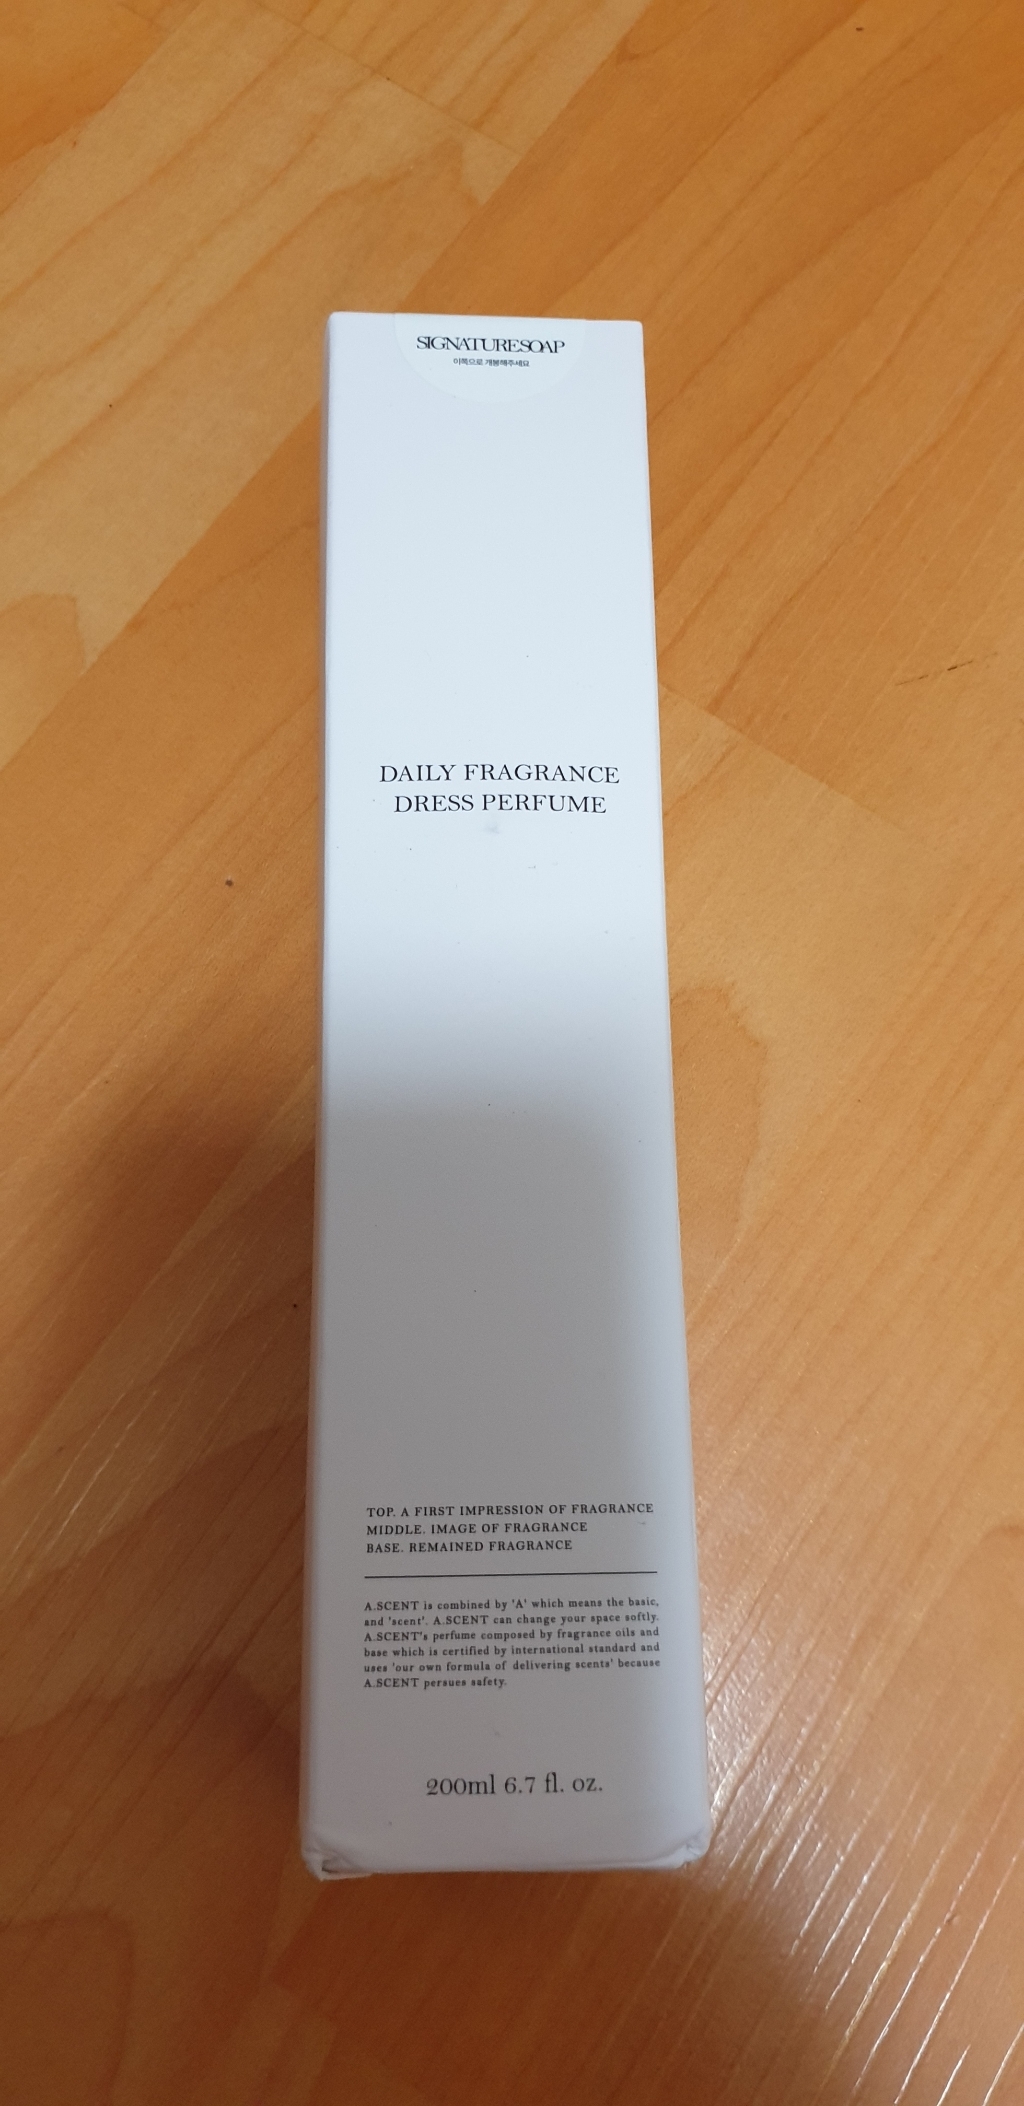 SIGNATURESOAP
이쪽으로 개봉해주세요
DAILY FRAGRANCE
DRESS PERFUME
TOP. A FIRST IMPRESSION OF FRAGRANCE
MIDDLE. IMAGE OF FRAGRANCE
BASE. REMAINED FRAGRANCE
A.SCENT is combined by 'A' which means the basic,
and 'scent'. A.SCENT can change your space softly.
A.SCENT's perfume composed by fragrance oils and
base which is certified by international standard and
uses 'our own formula of delivering scents' because
A.SCENT persues safety.
200ml 6.7 fl. oz.